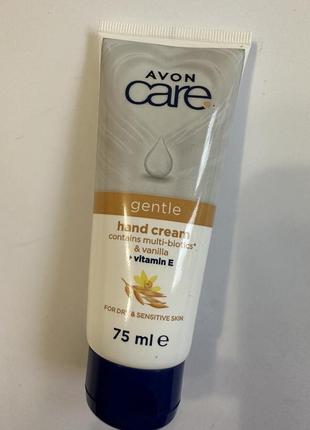 AVON
care
gentle
hand cream
contains multi-biotics*
& vanilla
+ vitamin E
FOR DRY & SENSITIVE SKIN
75 ml e